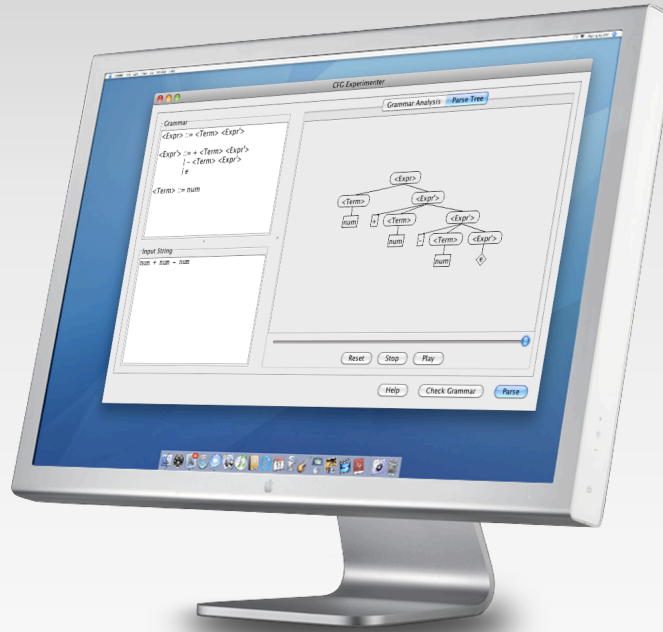 CFG Experimenter
Grammar Analysis Parse Tree
Grammar
<Expr> ::= <Term> <Expr'>
<Expr'> ::= + <Term> <Expr'>
| - <Term> <Expr'>
| e
<Term> ::= num
Input String
num + num - num
<Expr>
<Term> <Expr'>
num + <Term> <Expr'>
num - <Term> <Expr'>
num e
Reset Stop Play
Help Check Grammar Parse